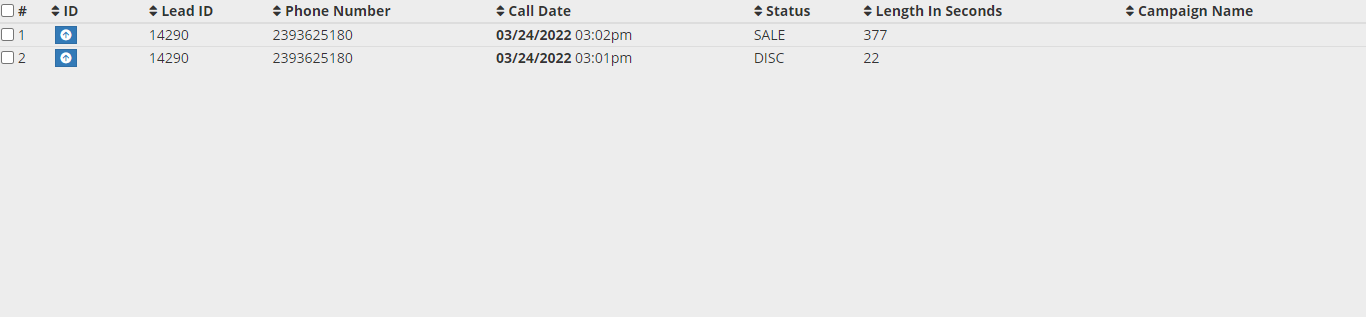 # ID Lead ID Phone Number Call Date Status Length In Seconds Campaign Name
1 14290 2393625180 03/24/2022 03:02pm SALE 377
2 14290 2393625180 03/24/2022 03:01pm DISC 22